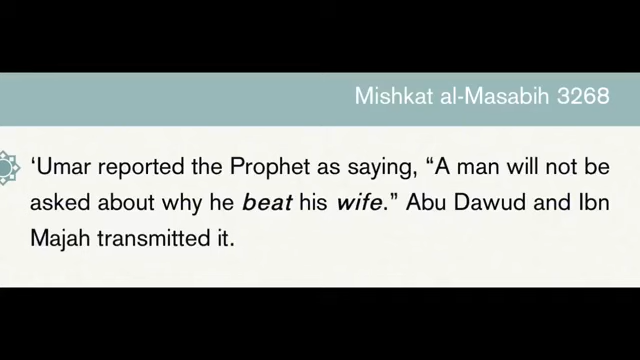 Mishkat al-Masabih 3268
‘Umar reported the Prophet as saying, “A man will not be
asked about why he beat his wife.” Abu Dawud and Ibn
Majah transmitted it.